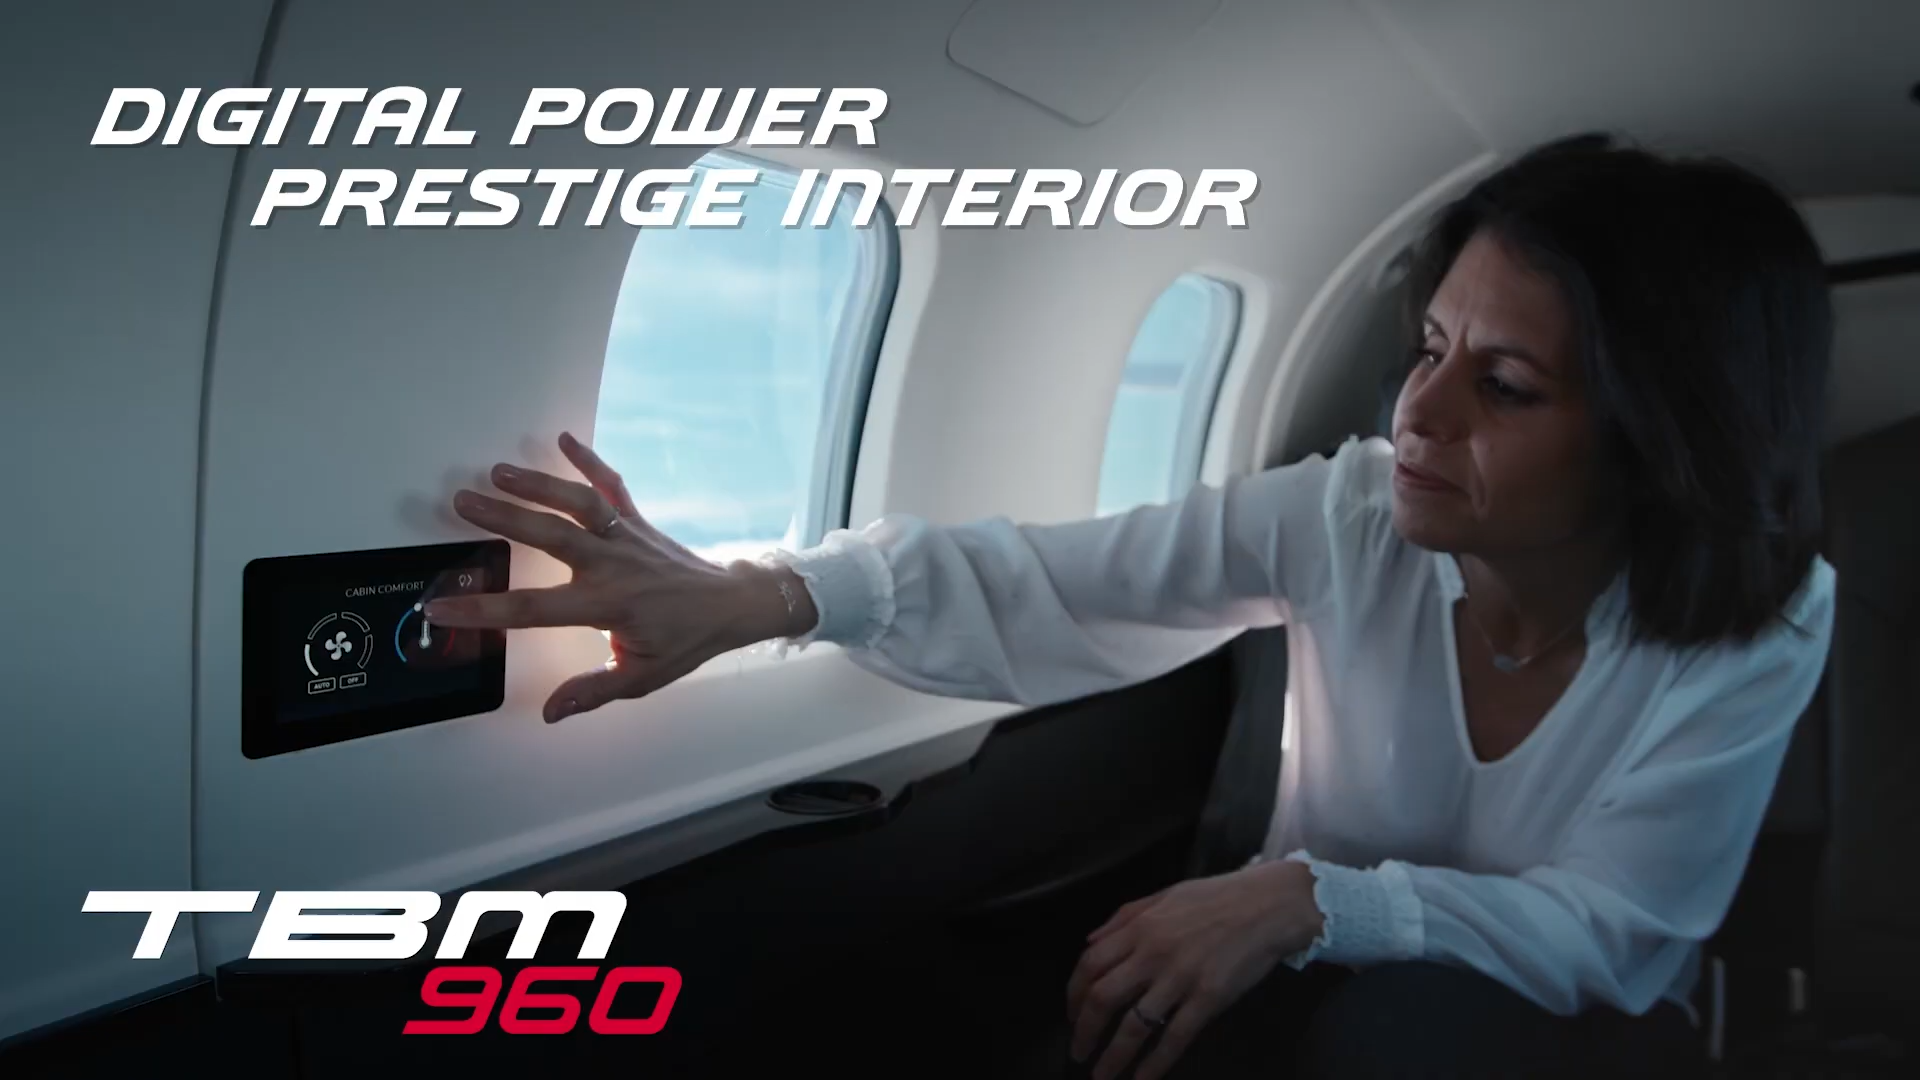 DIGITAL POWER
PRESTIGE INTERIOR
CABIN COMFORT
AUTO OFF
TBM
960